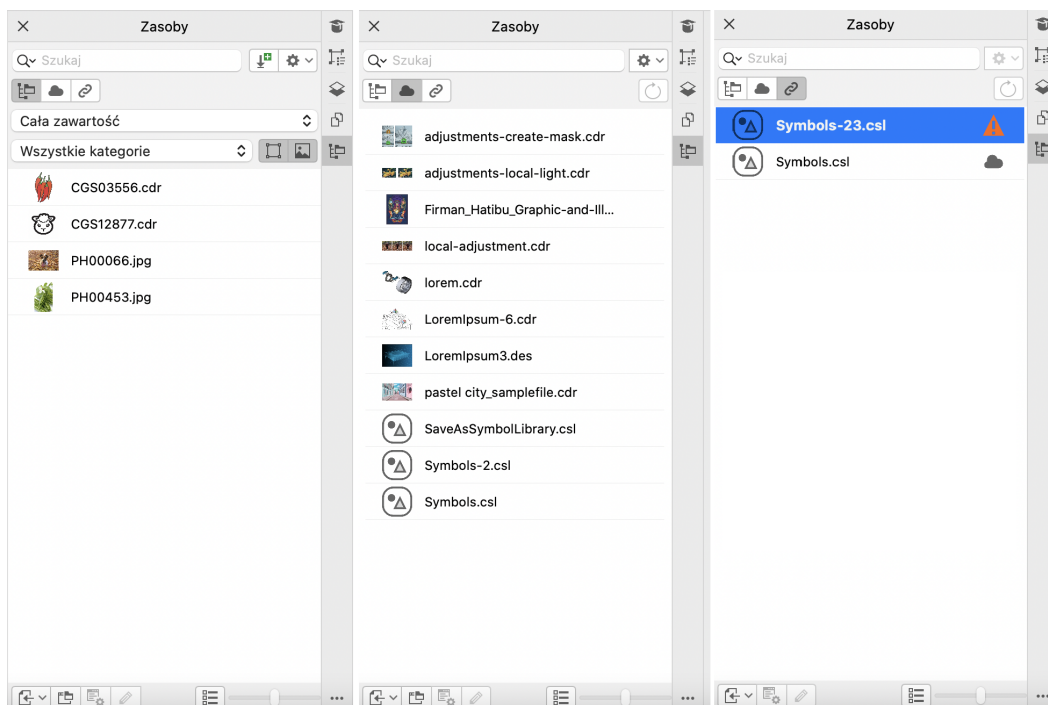 Zasoby
Szukaj
Cała zawartość
Wszystkie kategorie
CGS03556.cdr
CGS12877.cdr
PH00066.jpg
PH00453.jpg
Zasoby
Szukaj
adjustments-create-mask.cdr
adjustments-local-light.cdr
Firman_Hatibu_Graphic-and-Ill...
local-adjustment.cdr
lorem.cdr
LoremIpsum-6.cdr
LoremIpsum3.des
pastel city_samplefile.cdr
SaveAsSymbolLibrary.csl
Symbols-2.csl
Symbols.csl
Zasoby
Szukaj
Symbols-23.csl
Symbols.csl